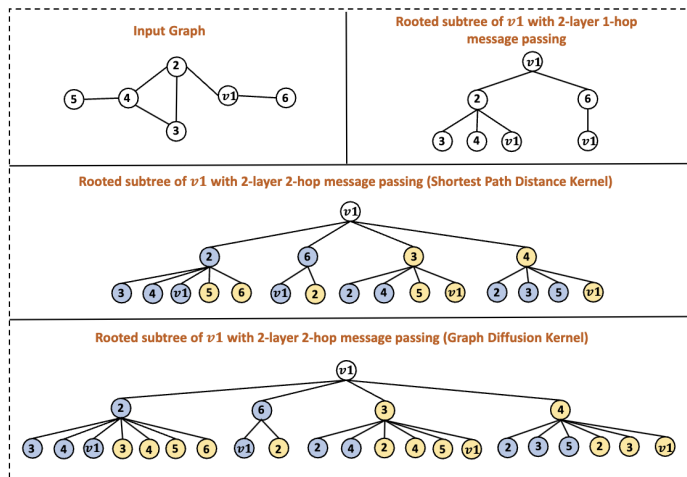 Input Graph
2
5
4
v1
6
3
Rooted subtree of v1 with 2-layer 1-hop
message passing
v1
2 6
3 4 v1 v1
Rooted subtree of v1 with 2-layer 2-hop message passing (Shortest Path Distance Kernel)
v1
2 6 3 4
3 4 v1 5 6 v1 2 2 4 5 v1 2 3 5 v1
Rooted subtree of v1 with 2-layer 2-hop message passing (Graph Diffusion Kernel)
v1
2 6 3 4
3 4 v1 3 4 5 6 v1 2 2 4 2 4 5 v1 2 3 5 2 3 v1